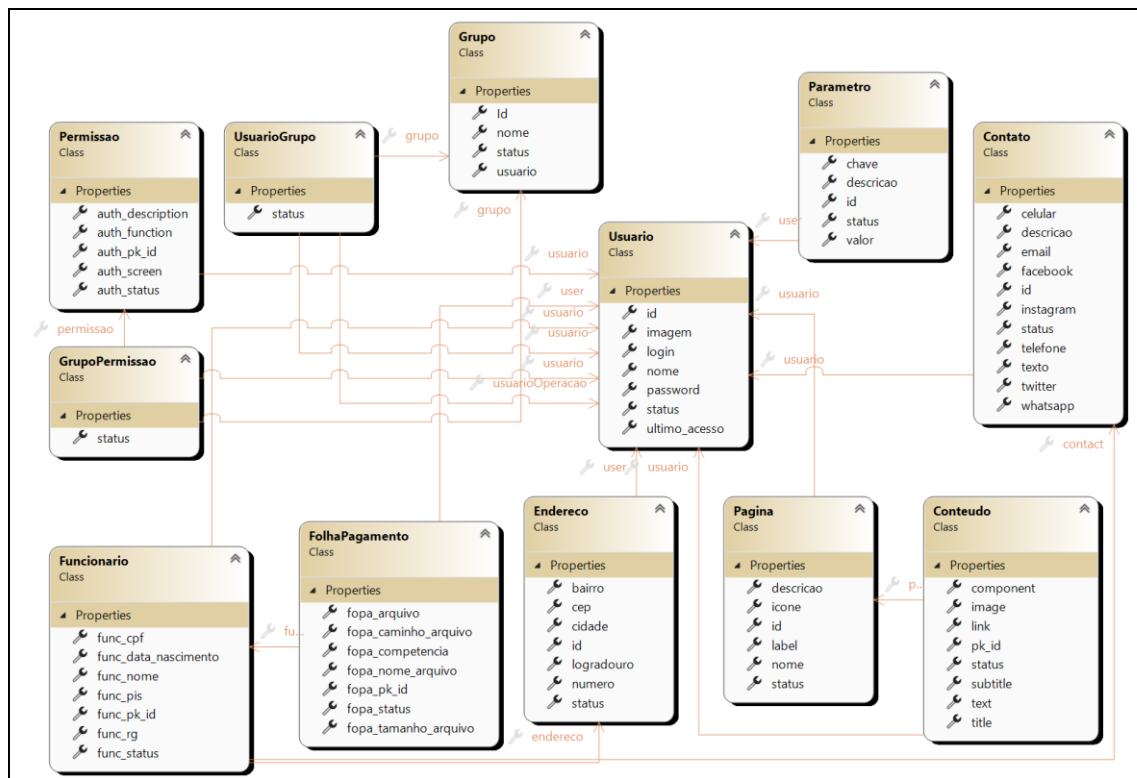 Grupo
Class
Properties
Id
nome
status
usuario
Permissao
Class
Properties
auth_description
auth_function
auth_pk_id
auth_screen
auth_status
UsuarioGrupo
Class
Properties
status
grupo
grupo
Parametro
Class
Properties
chave
descricao
id
status
valor
Contato
Class
Properties
celular
descricao
email
facebook
id
instagram
status
telefone
texto
twitter
whatsapp
Usuario
Class
Properties
id
imagem
login
nome
password
status
ultimo_acesso
user
usuario
user
usuario
usuario
usuario
usuarioOperacao
usuario
usuario
permissao
GrupoPermissao
Class
Properties
status
contact
user
usuario
Funcionario
Class
Properties
func_cpf
func_data_nascimento
func_nome
func_pis
func_pk_id
func_rg
func_status
fu...
FolhaPagamento
Class
Properties
fopa_arquivo
fopa_caminho_arquivo
fopa_competencia
fopa_nome_arquivo
fopa_pk_id
fopa_status
fopa_tamanho_arquivo
Endereco
Class
Properties
bairro
cep
cidade
id
logradouro
numero
status
endereco
Pagina
Class
Properties
descricao
icone
id
label
nome
status
p...
Conteudo
Class
Properties
component
image
link
pk_id
status
subtitle
text
title